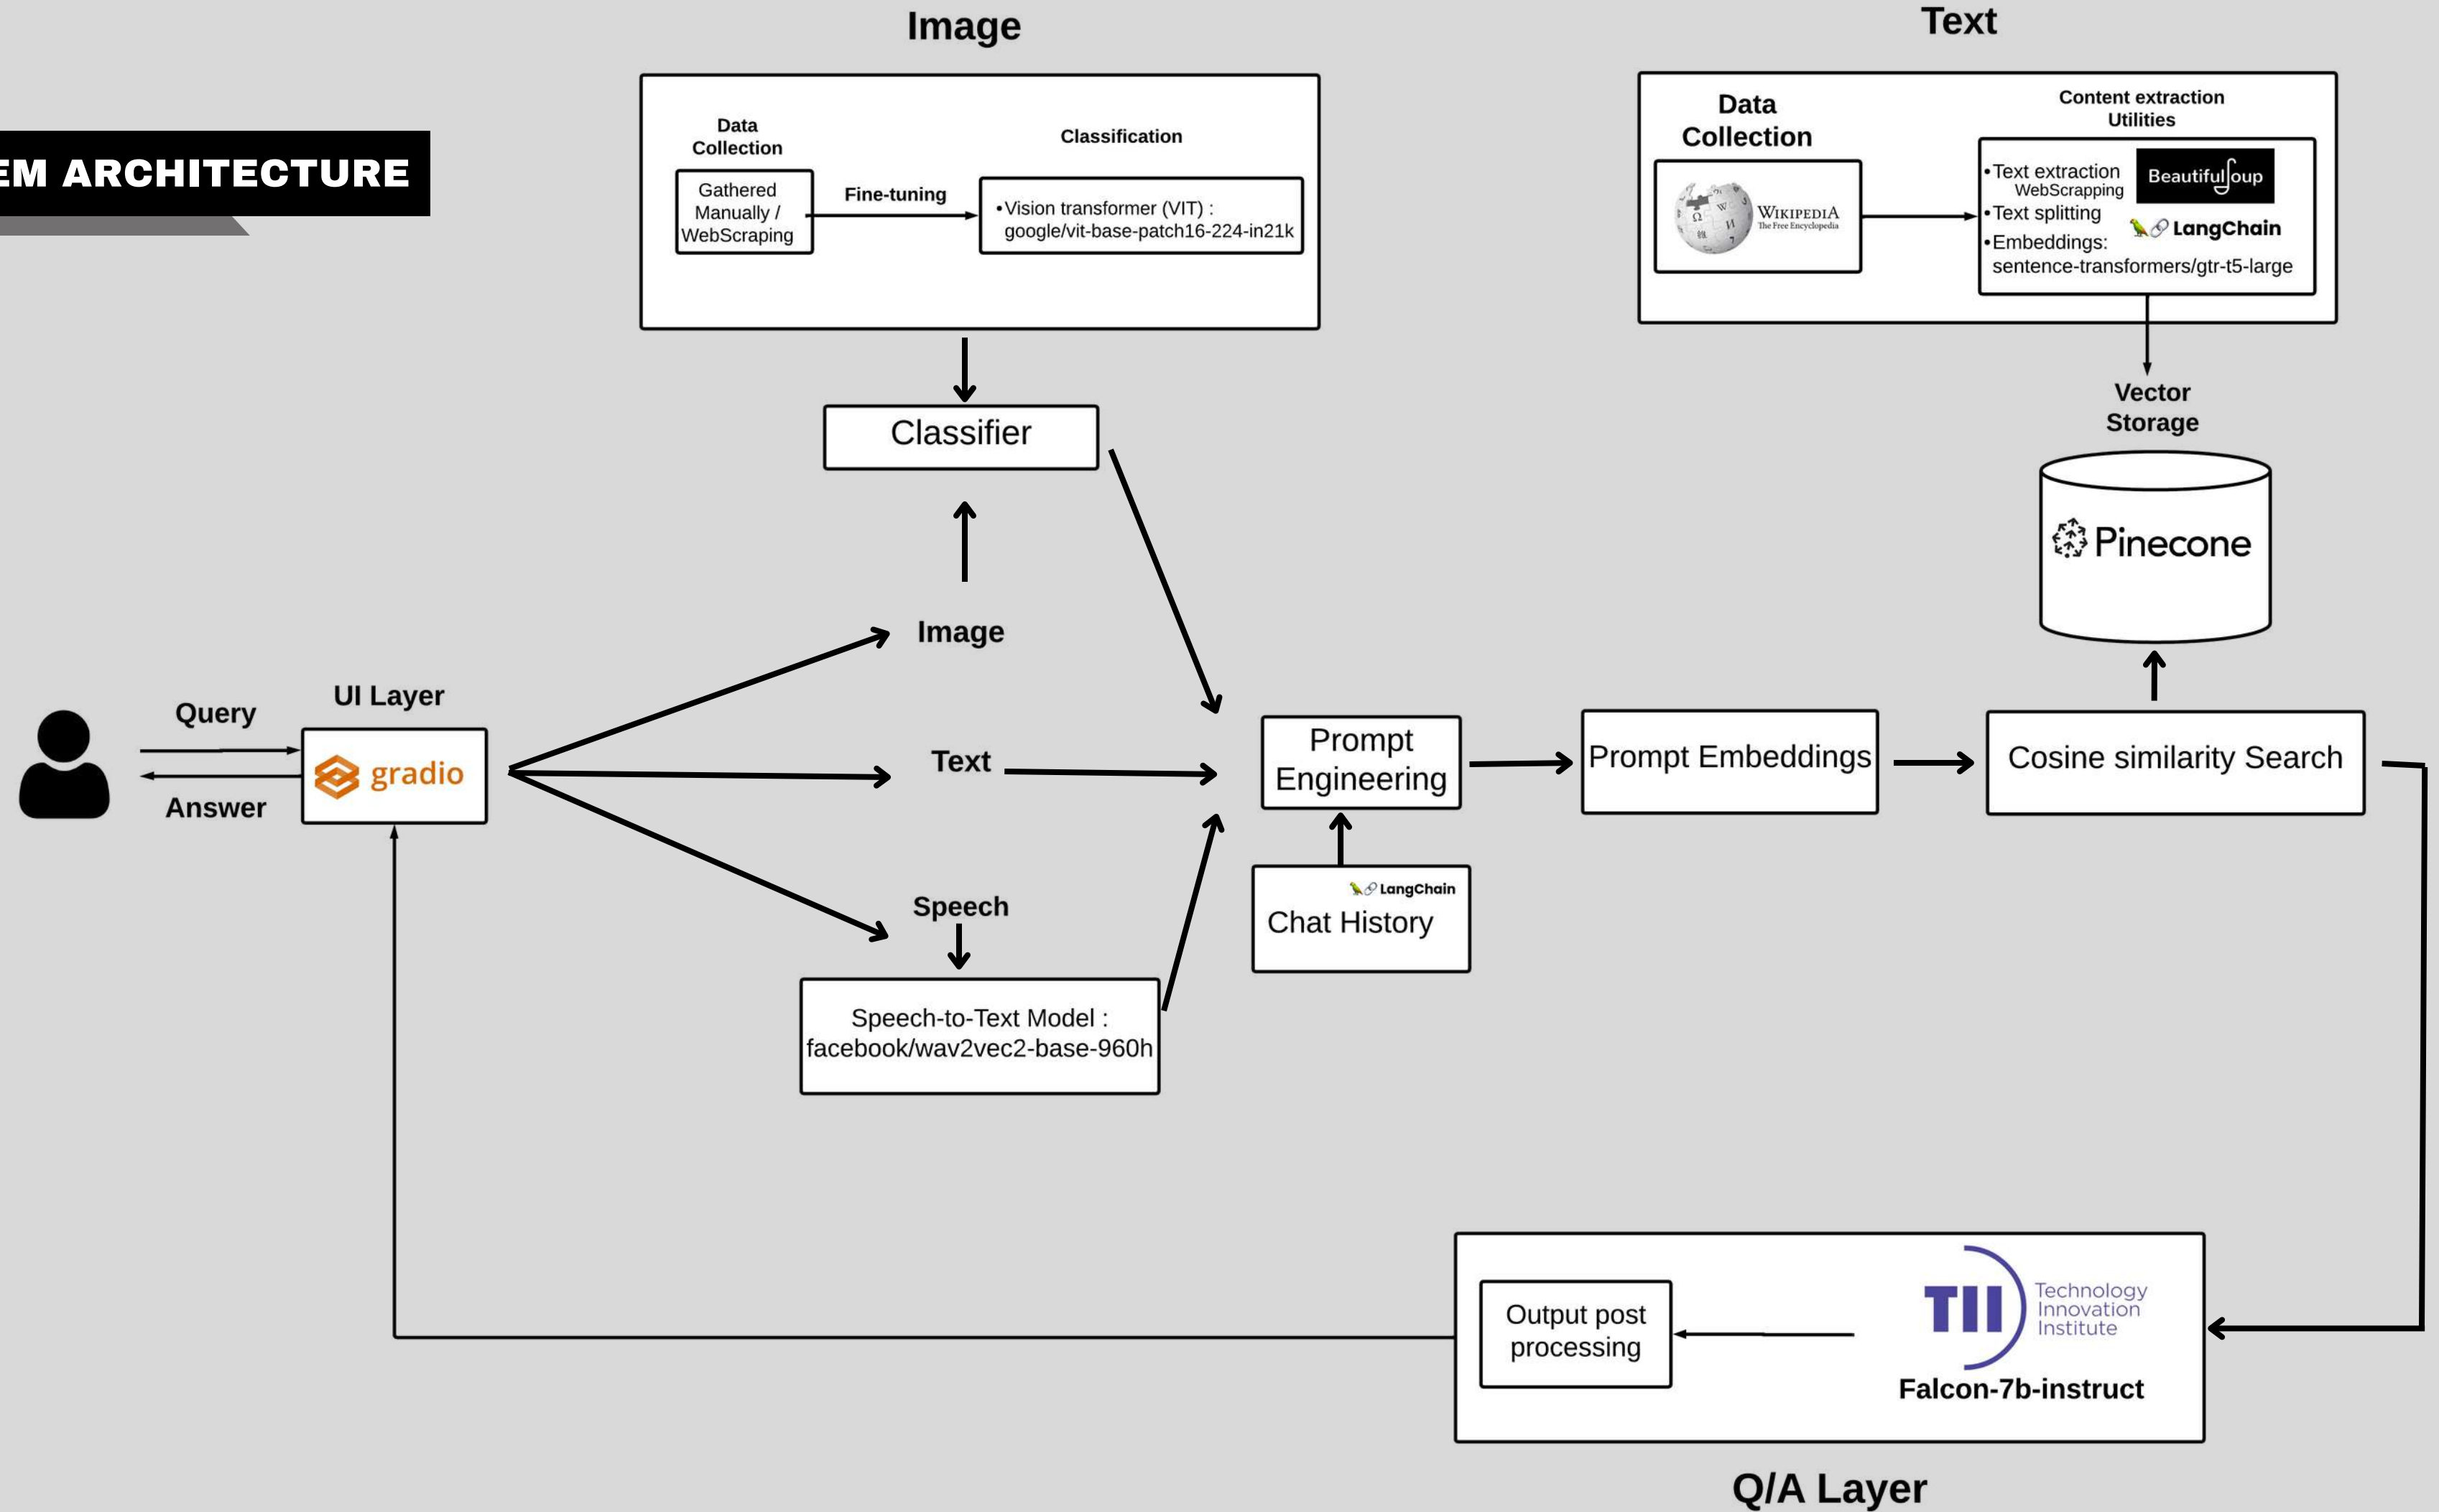 Image
Text
EM ARCHITECTURE
Data
Collection
Gathered
Manually /
WebScraping
Fine-tuning
Classification
•Vision transformer (VIT) :
google/vit-base-patch16-224-in21k
Data
Collection
WIKIPEDIA
The Free Encyclopedia
Content extraction
Utilities
•Text extraction
WebScrapping
BeautifulSoup
•Text splitting
LangChain
•Embeddings:
sentence-transformers/gtr-t5-large
Classifier
Vector
Storage
Pinecone
Image
Query
UI Layer
gradio
Answer
Text
Prompt
Engineering
Prompt Embeddings
Cosine similarity Search
LangChain
Chat History
Speech
Speech-to-Text Model :
facebook/wav2vec2-base-960h
Output post
processing
TII
Technology
Innovation
Institute
Falcon-7b-instruct
Q/A Layer